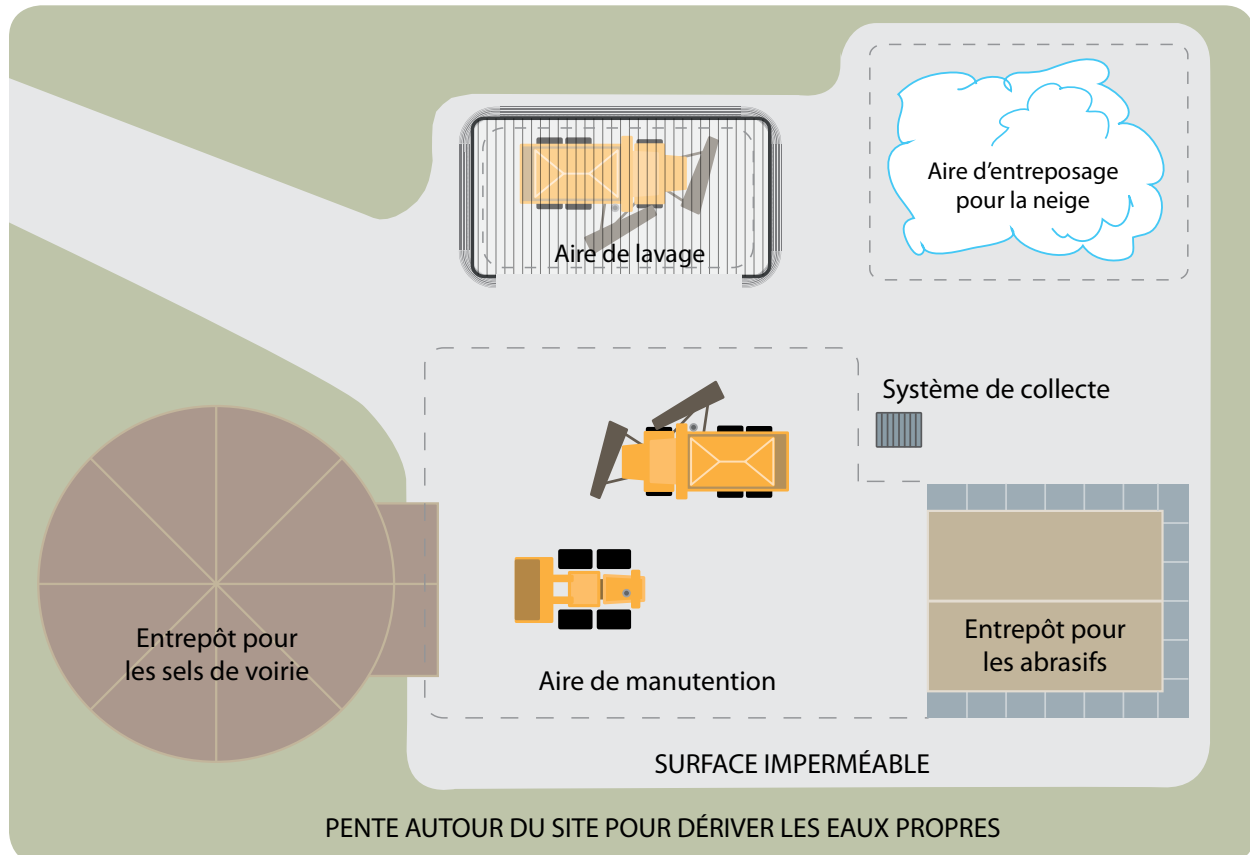 Aire d'entreposage
pour la neige
Aire de lavage
Système de collecte
Entrepôt pour
les sels de voirie
Entrepôt pour
les abrasifs
Aire de manutention
SURFACE IMPERMÉABLE
PENTE AUTOUR DU SITE POUR DÉRIVER LES EAUX PROPRES